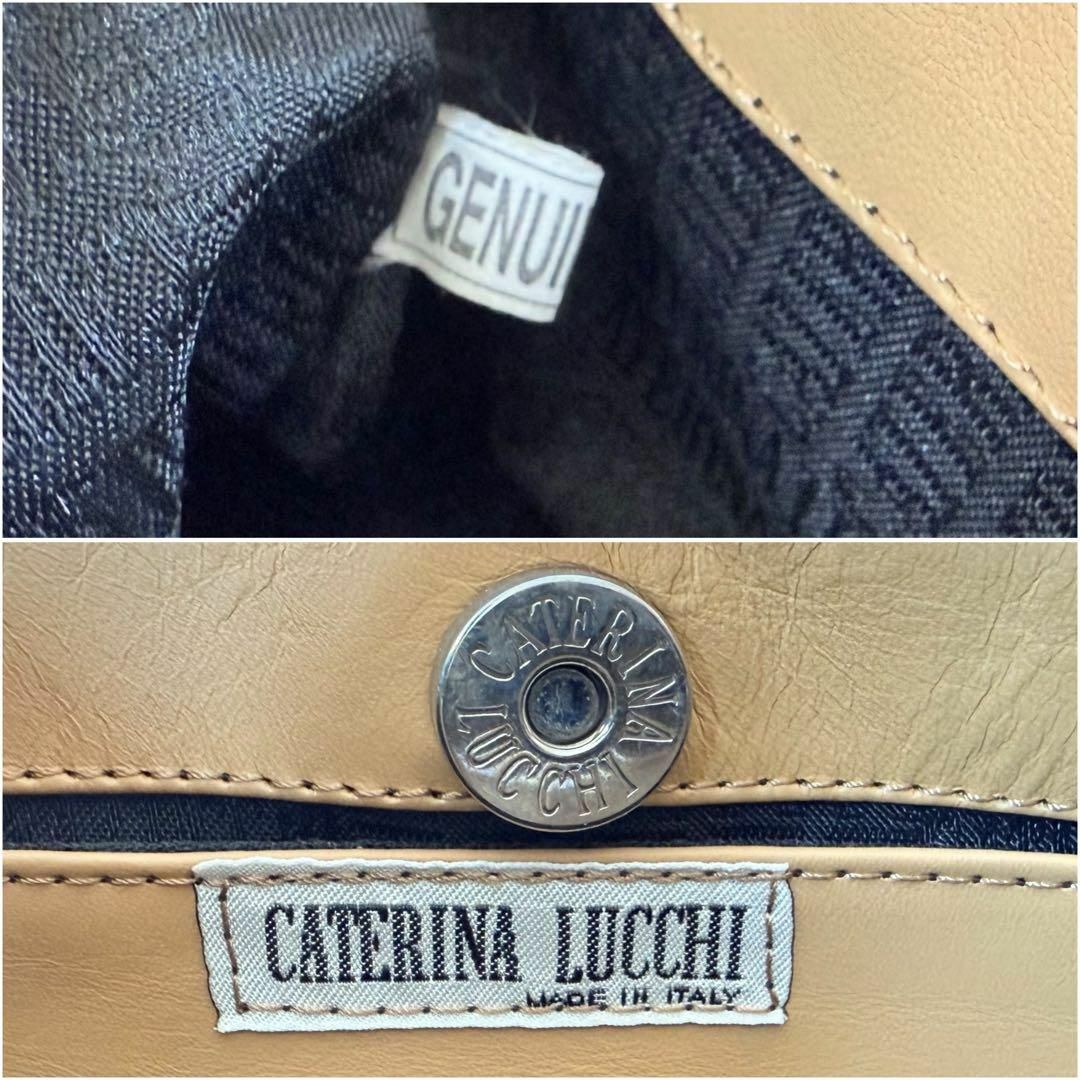 GENUI
CATERINA
LUCCHI
CATERINA LUCCHI
MADE IN ITALY